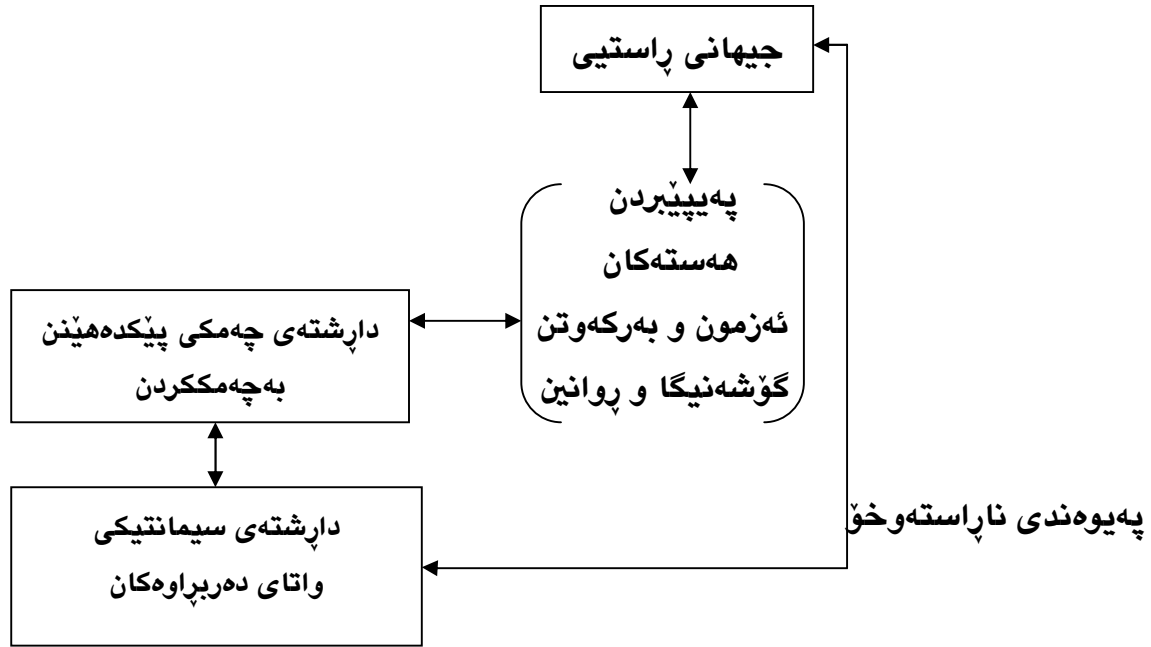 جیهانی ڕاستیی
پەیپێبردن
هەستەکان
ئەزمون و بەرکەوتن
گۆشەنیگا و ڕوانین
داڕشتەی چەمکی پێکدەهێنن
بەچەمککردن
داڕشتەی سیمانتیکی
واتای دەربڕاوەکان
پەیوەندی ناڕاستەوخۆ